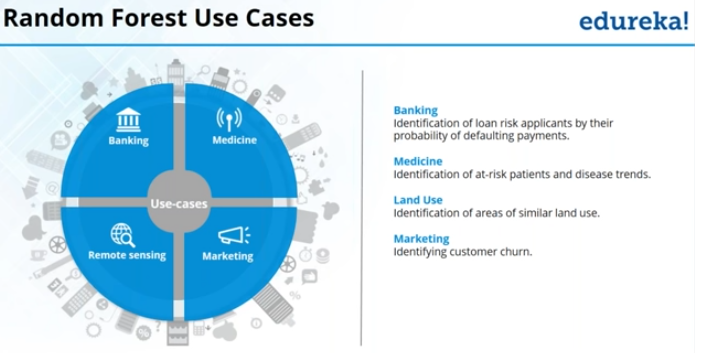 Random Forest Use Cases
edureka!
Banking
Medicine
Use-cases
Remote sensing
Marketing
Banking
Identification of loan risk applicants by their
probability of defaulting payments.
Medicine
Identification of at-risk patients and disease trends.
Land Use
Identification of areas of similar land use.
Marketing
Identifying customer churn.